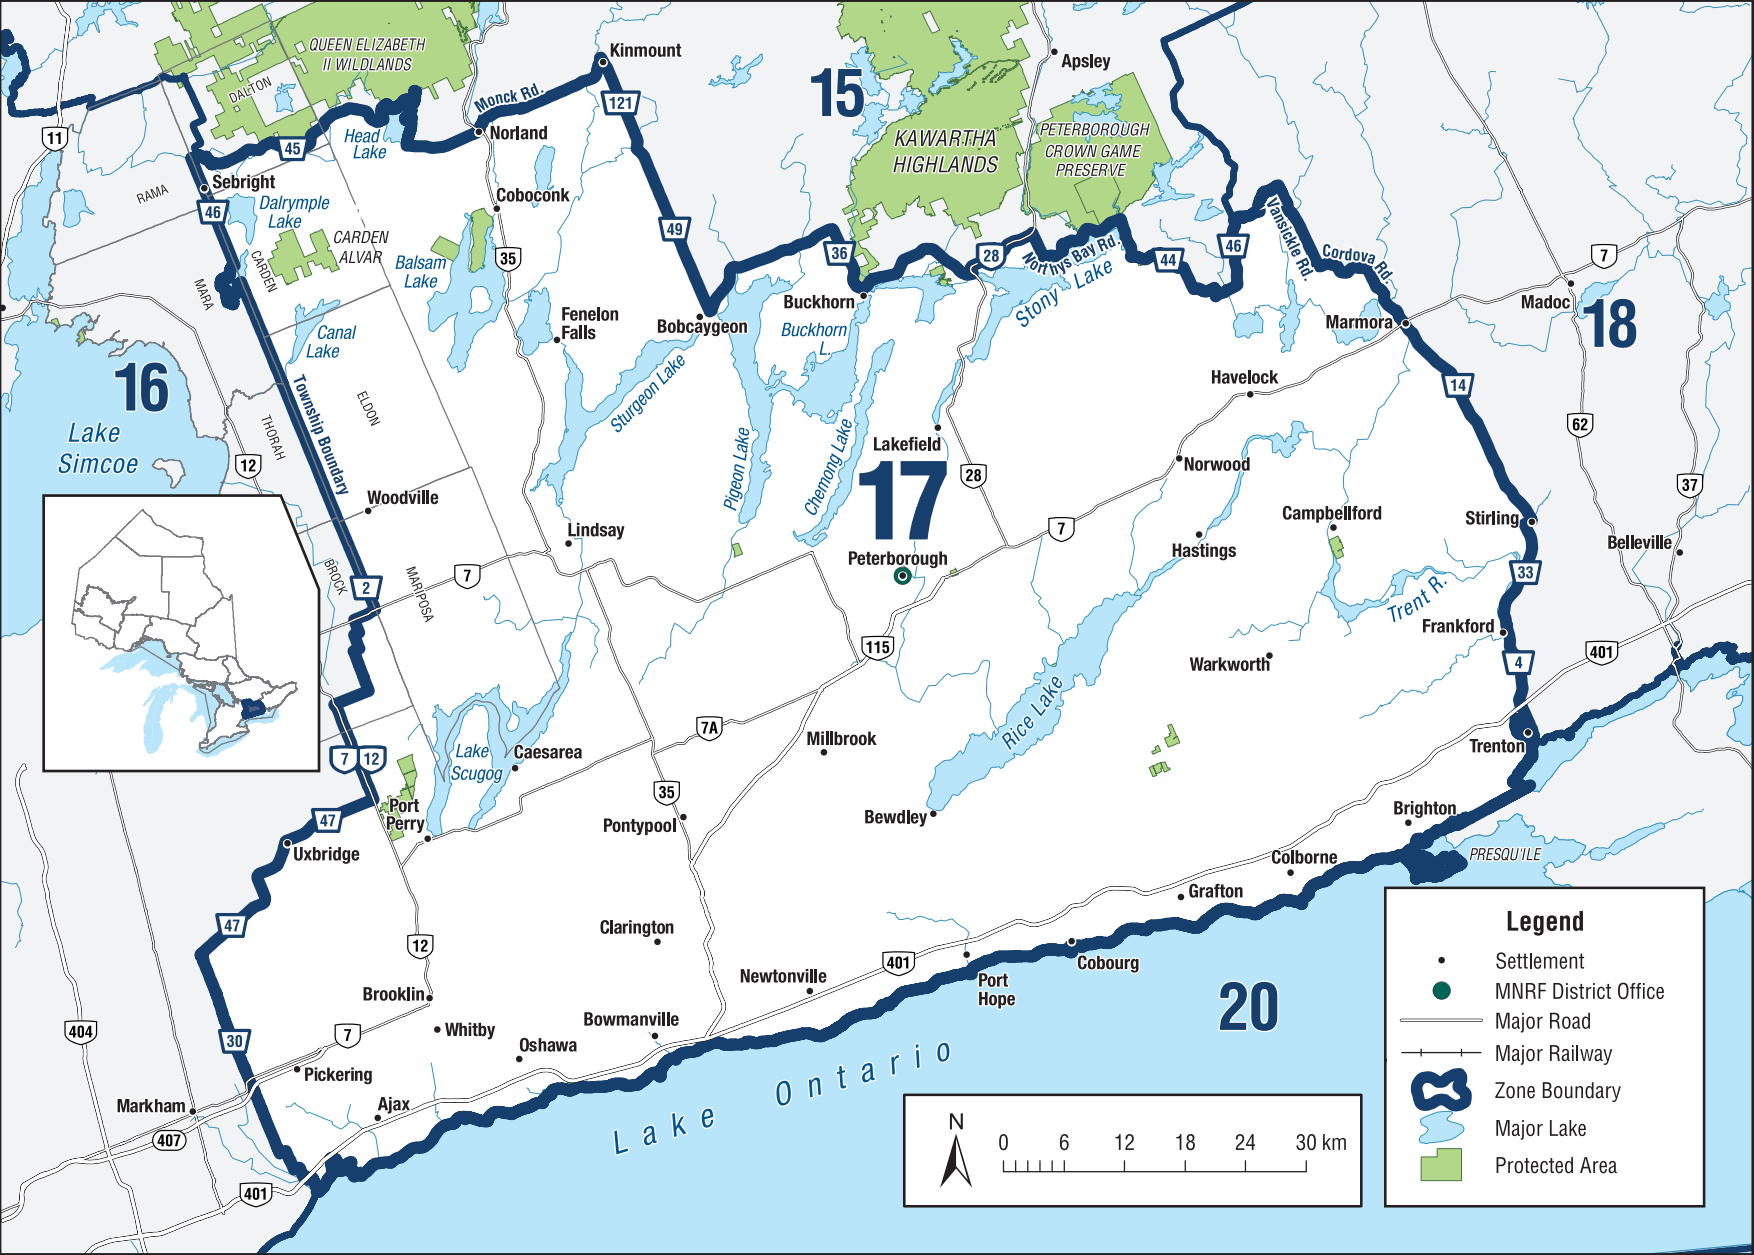 QUEEN ELIZABETH
II WILDLANDS
DALTON
Kinmount
Apsley
15
Monck Rd.
121
11
45
Head
Lake
Norland
KAWARTHA
HIGHLANDS
PETERBOROUGH
CROWN GAME
PRESERVE
RAMA
Sebright
46
Dalrymple
Lake
Coboconk
CARDEN
ALVAR
CARDEN
MARA
Balsam
Lake
35
49
36
28
Northys Bay Rd.
44
46
Vansickle Rd.
Cordova Rd.
7
Stony Lake
Buckhorn
Buckhorn
L.
Bobcaygeon
Fenelon
Falls
Canal
Lake
Madoc
18
Marmora
16
Lake
Simcoe
Township Boundary
ELDON
THORAH
12
Sturgeon Lake
Pigeon Lake
Chemong Lake
Havelock
14
Lakefield
17
28
Norwood
62
37
Woodville
Lindsay
Campbellford
Stirling
Belleville
7
Hastings
Peterborough
BROCK
2
7
MARIPOSA
33
Trent R.
Frankford
115
Warkworth
4
401
Rice Lake
7A
Millbrook
Trenton
7
12
Lake
Scugog
Caesarea
35
Port
Perry
47
Uxbridge
Pontypool
Bewdley
Brighton
PRESQU'ILE
Colborne
Grafton
47
Clarington
12
401
Newtonville
Port
Hope
Cobourg
20
Brooklin
Bowmanville
7
Whitby
Oshawa
404
30
Pickering
Markham
Ajax
407
401
Lake Ontario
N
0 6 12 18 24 30 km
Legend
Settlement
MNRF District Office
Major Road
Major Railway
Zone Boundary
Major Lake
Protected Area